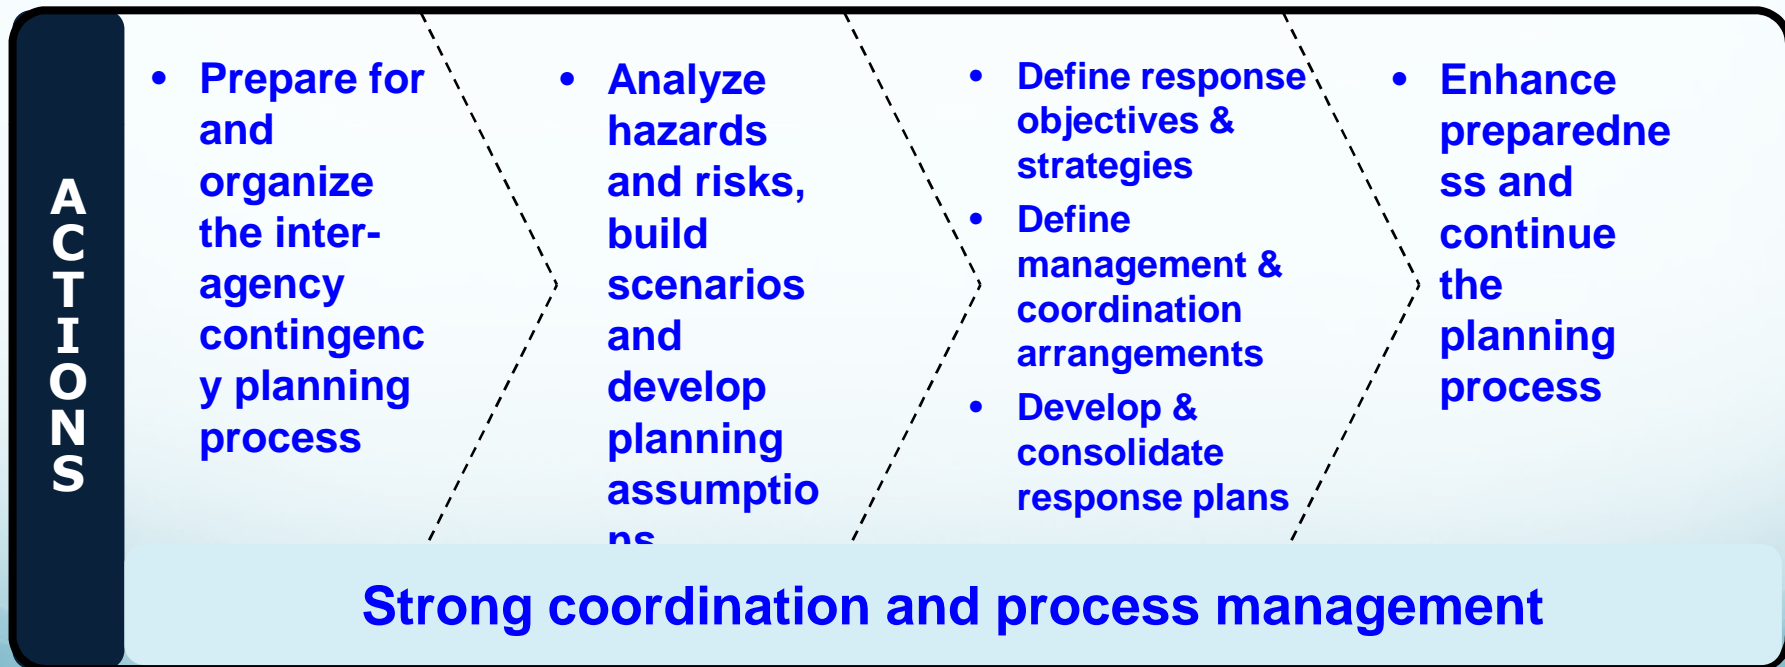 ACTIONS
• Prepare for
and
organize
the inter-
agency
contingenc
y planning
process
• Analyze
hazards
and risks,
build
scenarios
and
develop
planning
assumptio
ns
• Define response
objectives &
strategies
• Define
management &
coordination
arrangements
• Develop &
consolidate
response plans
• Enhance
preparedne
ss and
continue
the
planning
process
Strong coordination and process management